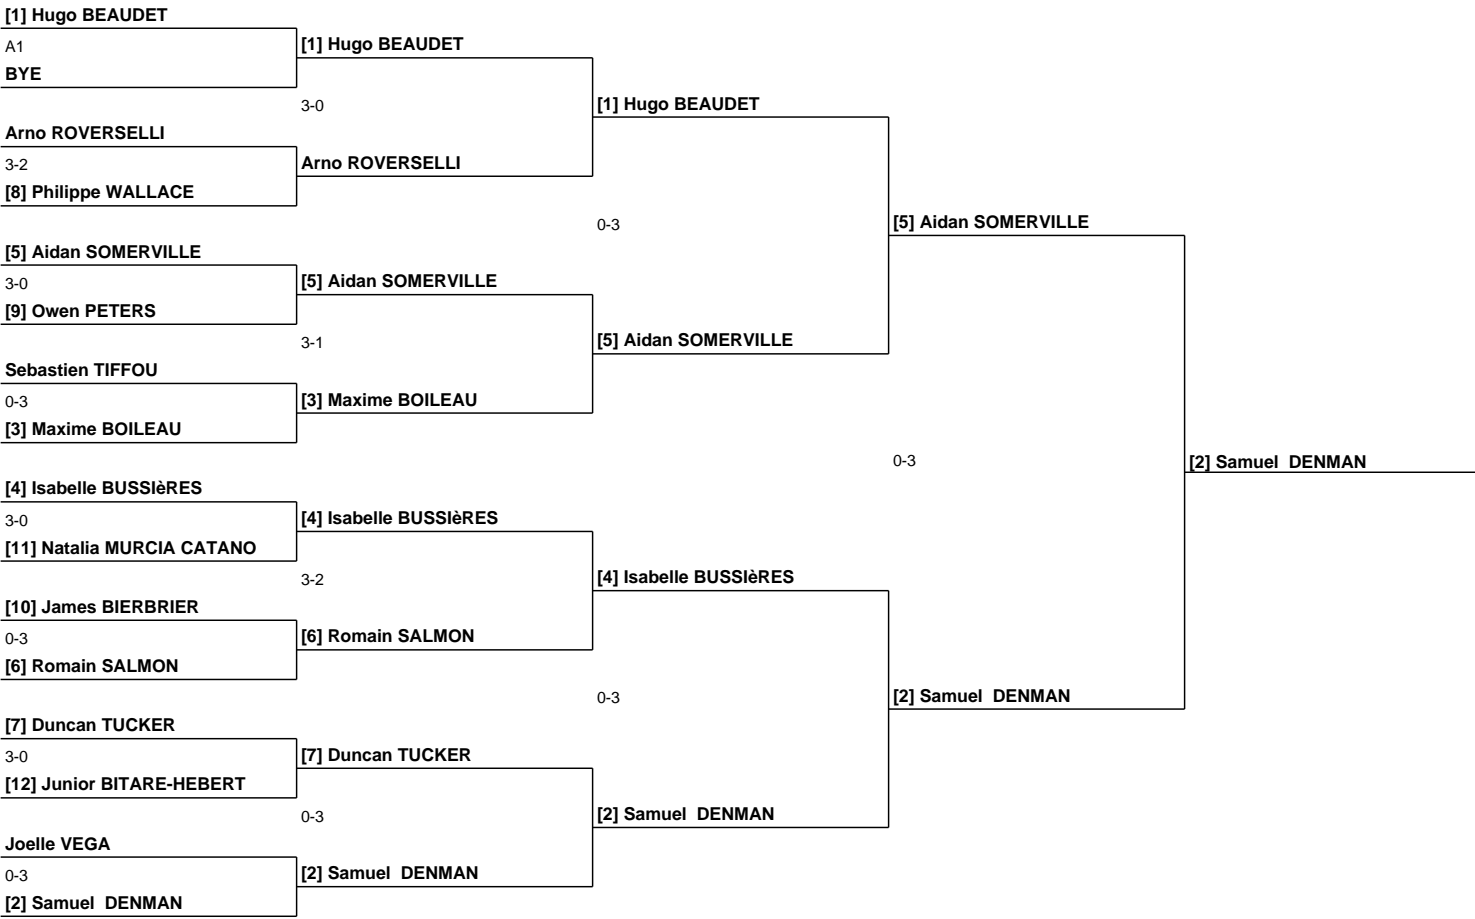 [1] Hugo BEAUDET
A1
BYE
[1] Hugo BEAUDET
3-0
Arno ROVERSELLI
3-2
[8] Philippe WALLACE
Arno ROVERSELLI
[1] Hugo BEAUDET
0-3
[5] Aidan SOMERVILLE
3-0
[9] Owen PETERS
[5] Aidan SOMERVILLE
3-1
Sebastien TIFFOU
0-3
[3] Maxime BOILEAU
[3] Maxime BOILEAU
[5] Aidan SOMERVILLE
[5] Aidan SOMERVILLE
0-3
[4] Isabelle BUSSIèRES
3-0
[11] Natalia MURCIA CATANO
[4] Isabelle BUSSIèRES
3-2
[10] James BIERBRIER
0-3
[6] Romain SALMON
[6] Romain SALMON
[4] Isabelle BUSSIèRES
0-3
[7] Duncan TUCKER
3-0
[12] Junior BITARE-HEBERT
[7] Duncan TUCKER
0-3
Joelle VEGA
0-3
[2] Samuel  DENMAN
[2] Samuel  DENMAN
[2] Samuel  DENMAN
[2] Samuel  DENMAN
[2] Samuel  DENMAN